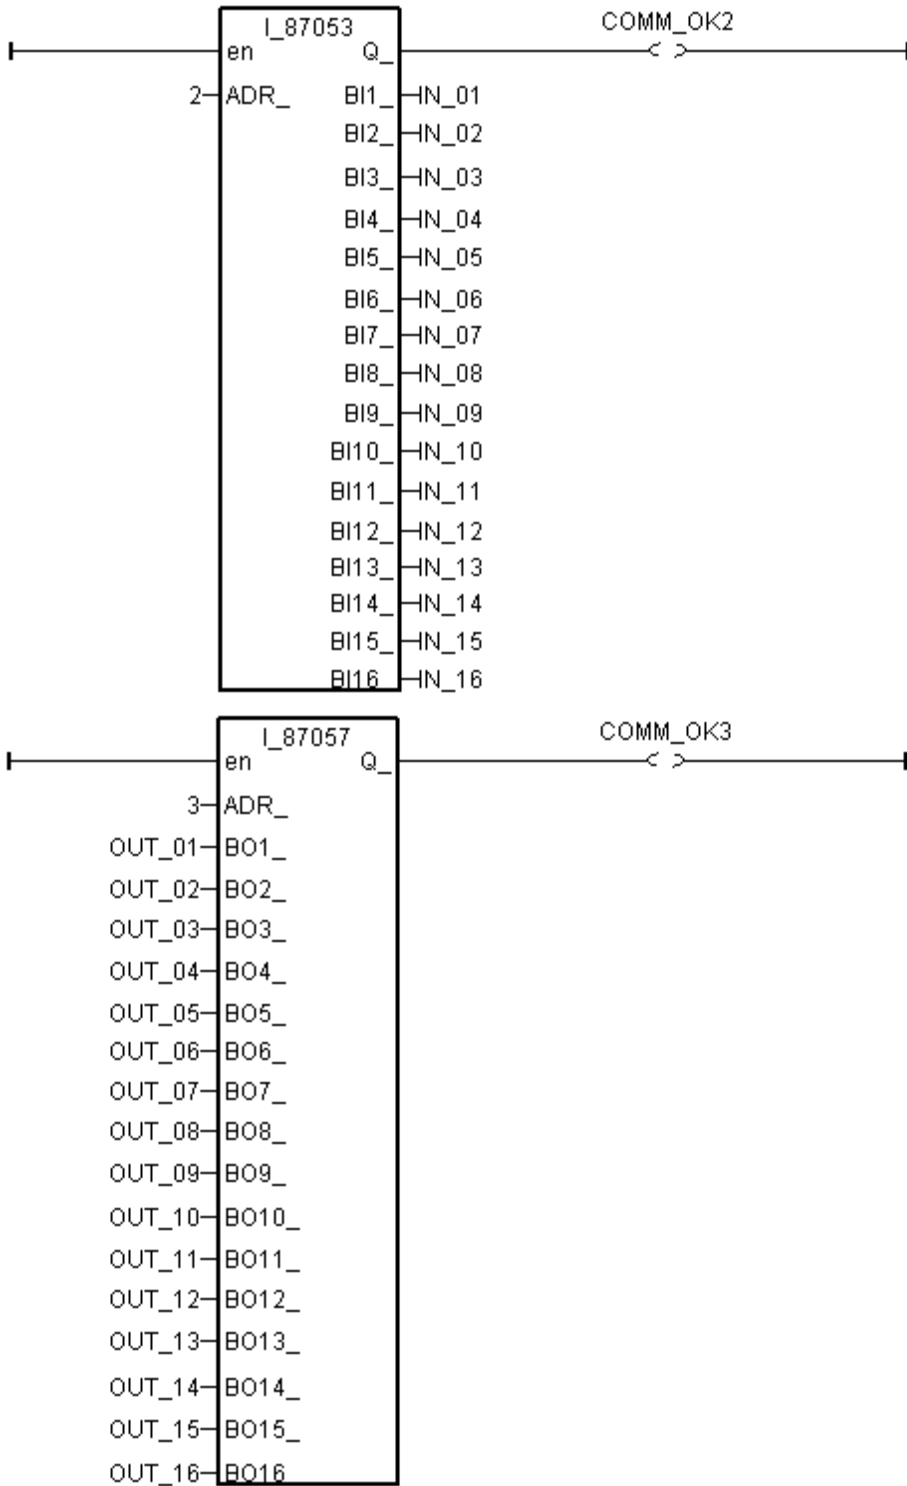 I_87053 COMM_OK2
en Q_
2 ADR_ BI1_ IN_01
BI2_ IN_02
BI3_ IN_03
BI4_ IN_04
BI5_ IN_05
BI6_ IN_06
BI7_ IN_07
BI8_ IN_08
BI9_ IN_09
BI10_ IN_10
BI11_ IN_11
BI12_ IN_12
BI13_ IN_13
BI14_ IN_14
BI15_ IN_15
BI16_ IN_16
I_87057 COMM_OK3
en Q_
3 ADR_
OUT_01 BO1_
OUT_02 BO2_
OUT_03 BO3_
OUT_04 BO4_
OUT_05 BO5_
OUT_06 BO6_
OUT_07 BO7_
OUT_08 BO8_
OUT_09 BO9_
OUT_10 BO10_
OUT_11 BO11_
OUT_12 BO12_
OUT_13 BO13_
OUT_14 BO14_
OUT_15 BO15_
OUT_16 BO16